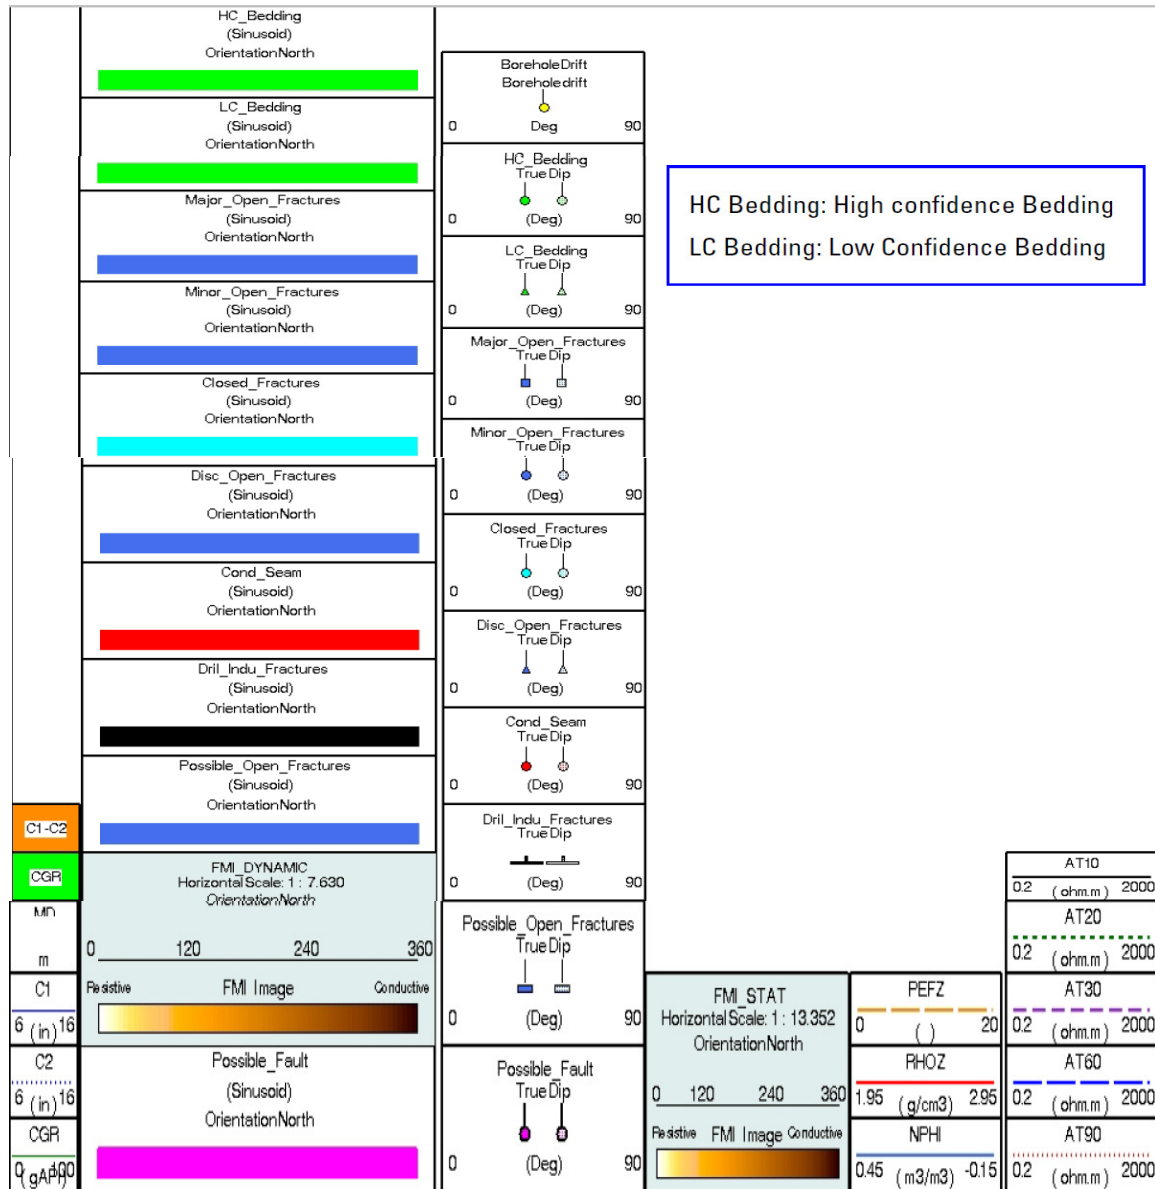 HC_Bedding
(Sinusoid)
OrientationNorth
LC_Bedding
(Sinusoid)
OrientationNorth
Major_Open_Fractures
(Sinusoid)
OrientationNorth
Minor_Open_Fractures
(Sinusoid)
OrientationNorth
Closed_Fractures
(Sinusoid)
OrientationNorth
Disc_Open_Fractures
(Sinusoid)
OrientationNorth
Cond_Seam
(Sinusoid)
OrientationNorth
Dril_Indu_Fractures
(Sinusoid)
OrientationNorth
Possible_Open_Fractures
(Sinusoid)
OrientationNorth
C1-C2
CGR
MD
m
C1
6 (in) 16
C2
6 (in) 16
CGR
0 (gAPI) 100
FMI_DYNAMIC
Horizontal Scale: 1 : 7.630
OrientationNorth
0 120 240 360
Resistive FMI Image Conductive
Possible_Fault
(Sinusoid)
OrientationNorth
BoreholeDrift
Boreholedrift
0 Deg 90
HC_Bedding
True Dip
0 (Deg) 90
LC_Bedding
True Dip
0 (Deg) 90
Major_Open_Fractures
True Dip
0 (Deg) 90
Minor_Open_Fractures
True Dip
0 (Deg) 90
Closed_Fractures
True Dip
0 (Deg) 90
Disc_Open_Fractures
True Dip
0 (Deg) 90
Cond_Seam
True Dip
0 (Deg) 90
Dril_Indu_Fractures
True Dip
0 (Deg) 90
Possible_Open_Fractures
True Dip
0 (Deg) 90
Possible_Fault
True Dip
0 (Deg) 90
HC Bedding: High confidence Bedding
LC Bedding: Low Confidence Bedding
FMI_STAT
Horizontal Scale: 1 : 13.352
OrientationNorth
0 120 240 360
Resistive FMI Image Conductive
PEFZ
0 ( ) 20
RHOZ
1.95 (g/cm3) 2.95
NPHI
0.45 (m3/m3) -0.15
AT10
0.2 (ohm.m) 2000
AT20
0.2 (ohm.m) 2000
AT30
0.2 (ohm.m) 2000
AT60
0.2 (ohm.m) 2000
AT90
0.2 (ohm.m) 2000